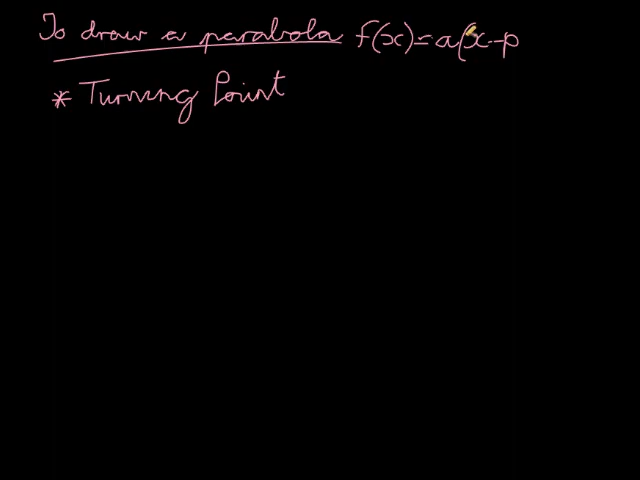 To draw a parabola f(x)=a(x-p
* Turning Point